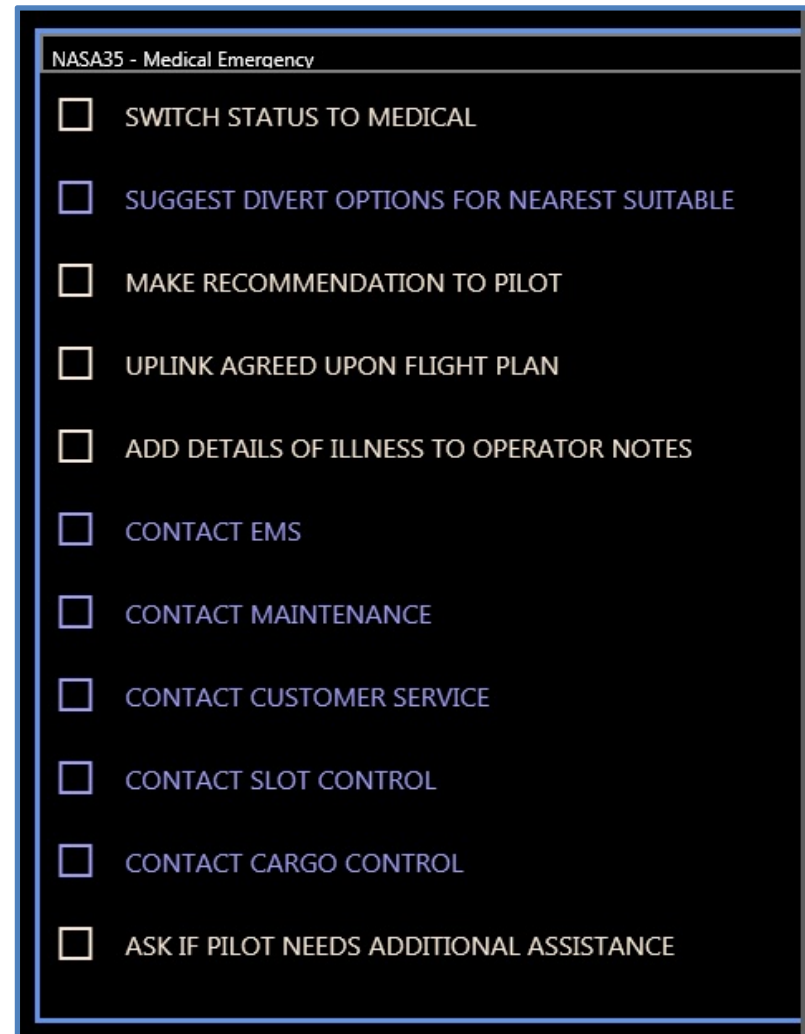 NASA35 - Medical Emergency
SWITCH STATUS TO MEDICAL
SUGGEST DIVERT OPTIONS FOR NEAREST SUITABLE
MAKE RECOMMENDATION TO PILOT
UPLINK AGREED UPON FLIGHT PLAN
ADD DETAILS OF ILLNESS TO OPERATOR NOTES
CONTACT EMS
CONTACT MAINTENANCE
CONTACT CUSTOMER SERVICE
CONTACT SLOT CONTROL
CONTACT CARGO CONTROL
ASK IF PILOT NEEDS ADDITIONAL ASSISTANCE